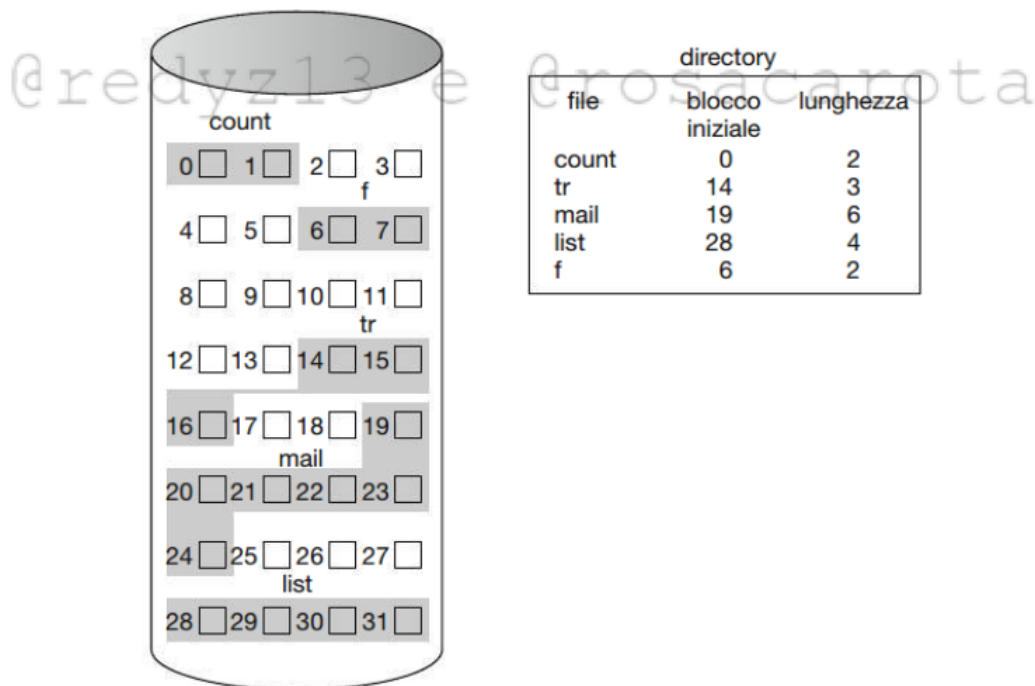 @redyz13 e @rosacarota
count
0 1 2 3
f
4 5 6 7
8 9 10 11
tr
12 13 14 15
16 17 18 19
mail
20 21 22 23
24 25 26 27
list
28 29 30 31
directory
file blocco iniziale lunghezza
count 0 2
tr 14 3
mail 19 6
list 28 4
f 6 2